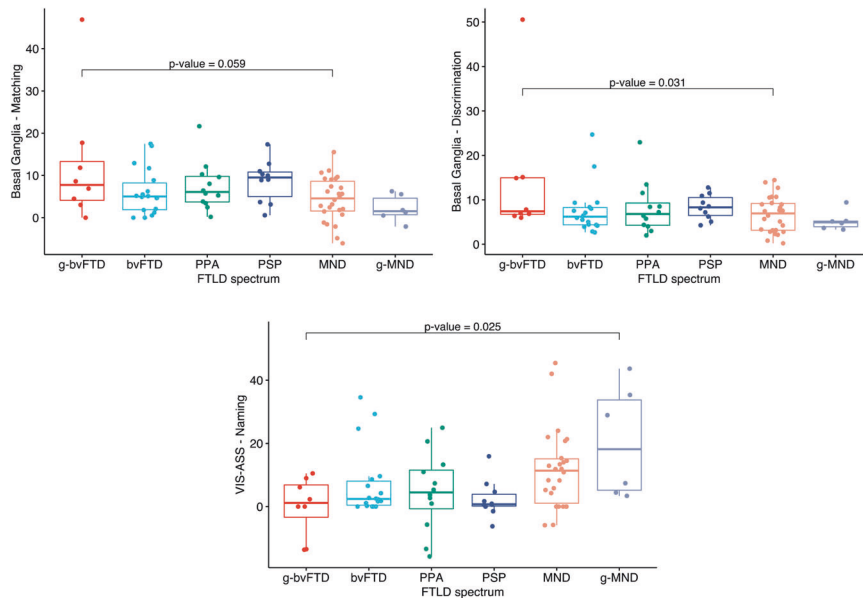 Basal Ganglia - Matching
40
20
0
p-value = 0.059
g-bvFTD bvFTD PPA PSP MND g-MND
FTLD spectrum
Basal Ganglia - Discrimination
50
40
30
20
10
0
p-value = 0.031
g-bvFTD bvFTD PPA PSP MND g-MND
FTLD spectrum
VIS-ASS - Naming
40
20
0
p-value = 0.025
g-bvFTD bvFTD PPA PSP MND g-MND
FTLD spectrum